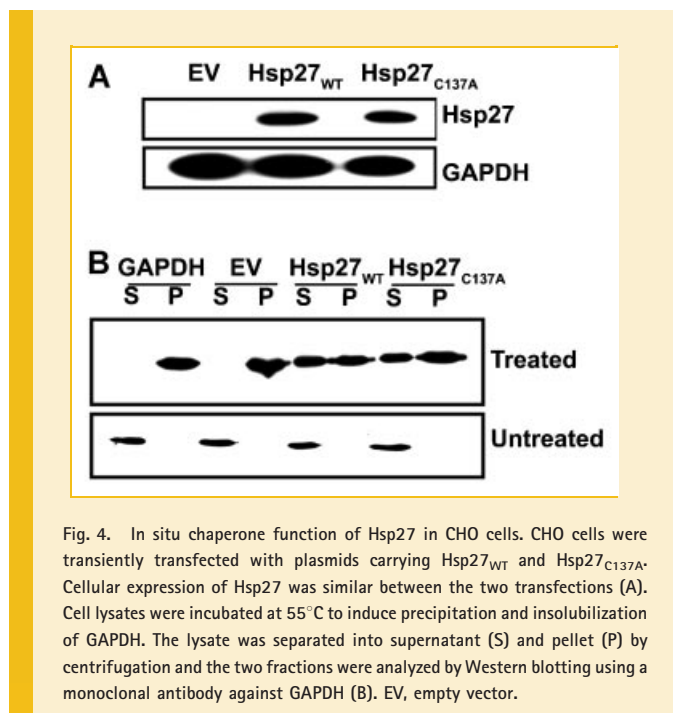 A EV Hsp27WT Hsp27C137A
Hsp27
GAPDH
B GAPDH EV Hsp27WT Hsp27C137A
S P S P S P S P
Treated
Untreated
Fig. 4. In situ chaperone function of Hsp27 in CHO cells. CHO cells were
transiently transfected with plasmids carrying Hsp27WT and Hsp27C137A.
Cellular expression of Hsp27 was similar between the two transfections (A).
Cell lysates were incubated at 55°C to induce precipitation and insolubilization
of GAPDH. The lysate was separated into supernatant (S) and pellet (P) by
centrifugation and the two fractions were analyzed by Western blotting using a
monoclonal antibody against GAPDH (B). EV, empty vector.